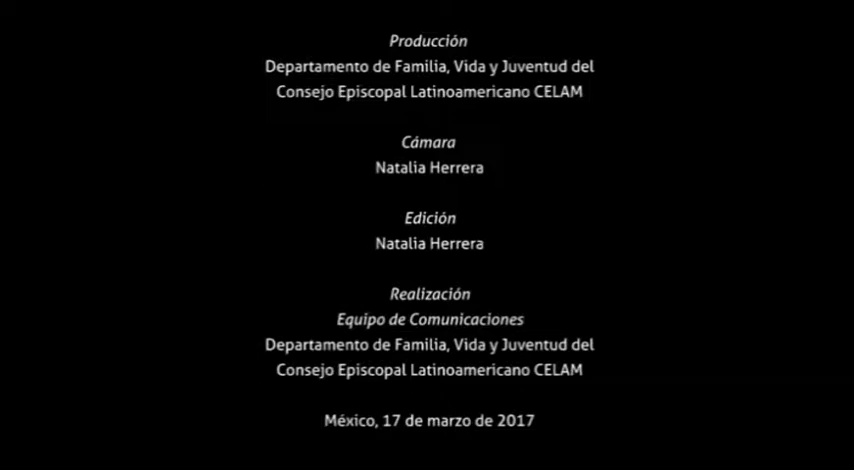 Producción
Departamento de Familia, Vida y Juventud del
Consejo Episcopal Latinoamericano CELAM
Cámara
Natalia Herrera
Edición
Natalia Herrera
Realización
Equipo de Comunicaciones
Departamento de Familia, Vida y Juventud del
Consejo Episcopal Latinoamericano CELAM
México, 17 de marzo de 2017